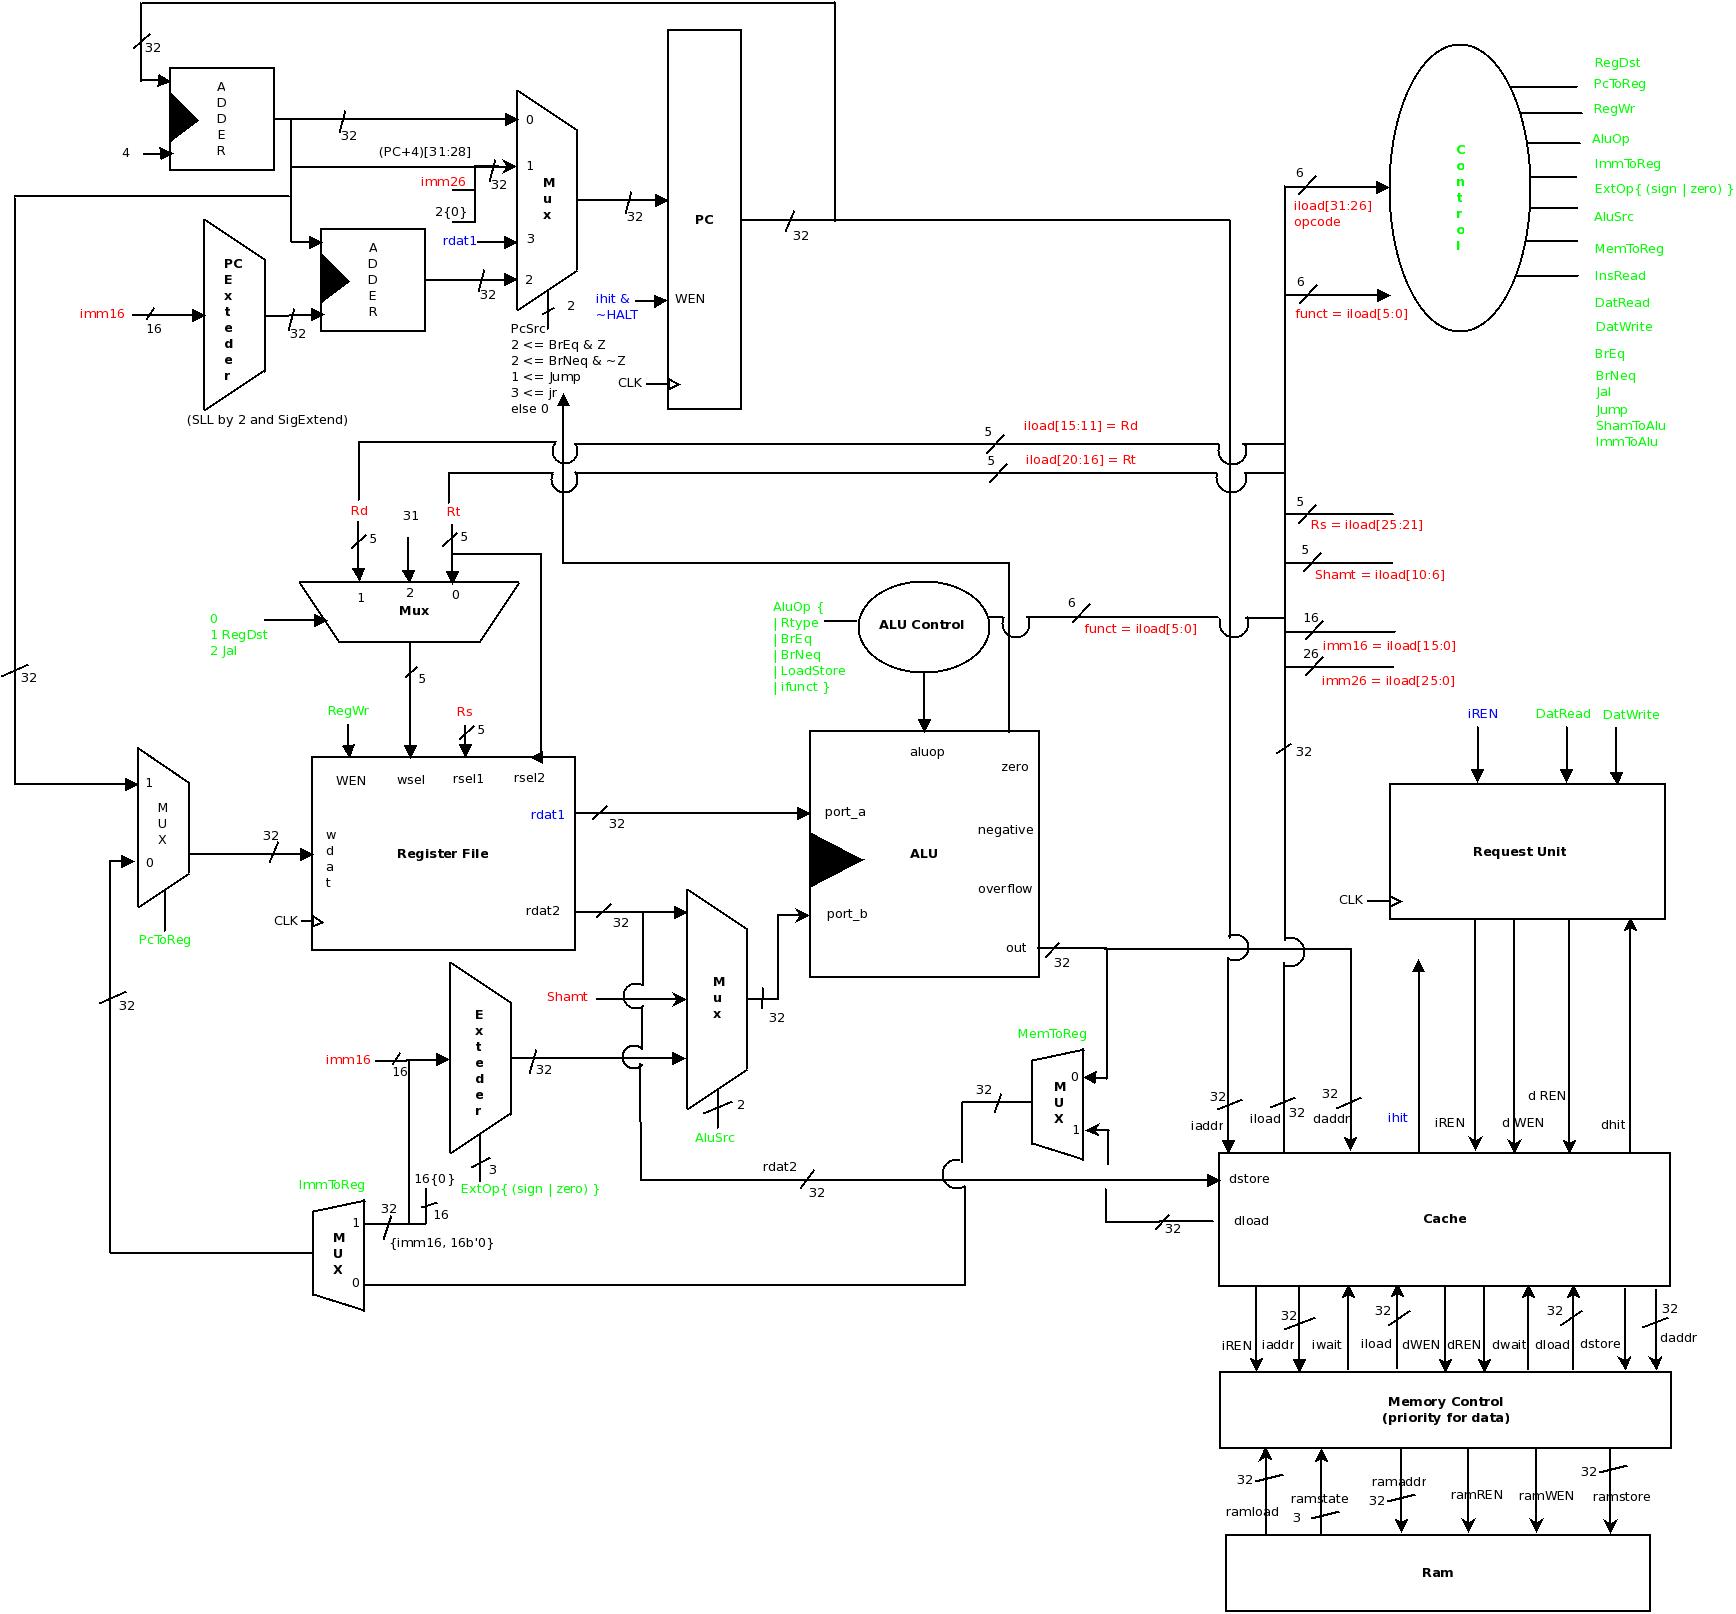 32
A
D
D
E
R
4
32
(PC+4)[31:28]
imm26
32
2{0}
rdat1
0
1
3
2
M
u
x
32
PC
32
ihit &
~HALT
WEN
CLK
PC
E
x
t
e
d
e
r
imm16
16
32
(SLL by 2 and SigExtend)
A
D
D
E
R
32
2
PcSrc
2 <= BrEq & Z
2 <= BrNeq & ~Z
1 <= Jump
3 <= jr
else 0
6
iload[31:26]
opcode
6
funct = iload[5:0]
C
o
n
t
r
o
l
RegDst
PcToReg
RegWr
AluOp
ImmToReg
ExtOp{ (sign | zero) }
AluSrc
MemToReg
InsRead
DatRead
DatWrite
BrEq
BrNeq
Jal
Jump
ShamToAlu
ImmToAlu
5
iload[15:11] = Rd
5
iload[20:16] = Rt
5
Rs = iload[25:21]
5
Shamt = iload[10:6]
16
imm16 = iload[15:0]
26
imm26 = iload[25:0]
32
Rd
31
Rt
5
5
1
2
0
Mux
0
1 RegDst
2 Jal
5
32
AluOp {
| Rtype
| BrEq
| BrNeq
| LoadStore
| ifunct }
ALU Control
6
funct = iload[5:0]
RegWr
Rs
5
WEN
wsel
rsel1
rsel2
w
d
a
t
Register File
rdat1
rdat2
CLK
32
32
1
M
U
X
0
PcToReg
32
32
aluop
zero
port_a
negative
ALU
overflow
port_b
out
32
iREN
DatRead
DatWrite
Request Unit
CLK
Shamt
M
u
x
32
2
AluSrc
imm16
16
E
x
t
e
d
e
r
32
3
ExtOp{ (sign | zero) }
16{0}
16
ImmToReg
1
M
U
X
0
32
{imm16, 16b'0}
MemToReg
0
M
U
X
1
32
rdat2
32
32
32
iaddr
iload
32
32
daddr
ihit
iREN
d WEN
d REN
dhit
dstore
dload
Cache
iREN
32
iaddr
iwait
32
iload
dWEN
dREN
dwait
32
dload
dstore
32
daddr
Memory Control
(priority for data)
32
ramload
ramstate
3
ramaddr
32
ramREN
ramWEN
32
ramstore
Ram